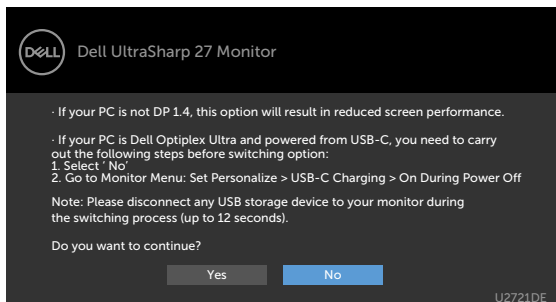 DELL
Dell UltraSharp 27 Monitor
· If your PC is not DP 1.4, this option will result in reduced screen performance.
· If your PC is Dell Optiplex Ultra and powered from USB-C, you need to carry
out the following steps before switching option:
1. Select ‘ No’
2. Go to Monitor Menu: Set Personalize > USB-C Charging > On During Power Off
Note: Please disconnect any USB storage device to your monitor during
the switching process (up to 12 seconds).
Do you want to continue?
Yes No
U2721DE